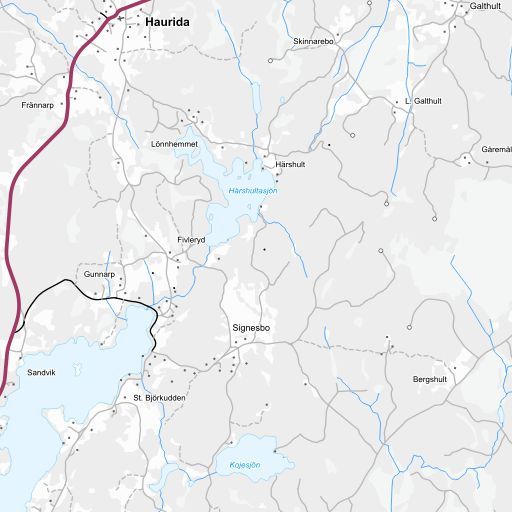 Galthult
Haurida
Skinnarebo
L. Galthult
Frännarp
Lönnhemmet
Gåremål
Härshult
Härshultasjön
Fivleryd
Gunnarp
Signesbo
Sandvik
Bergshult
St. Björkudden
Kojesjön